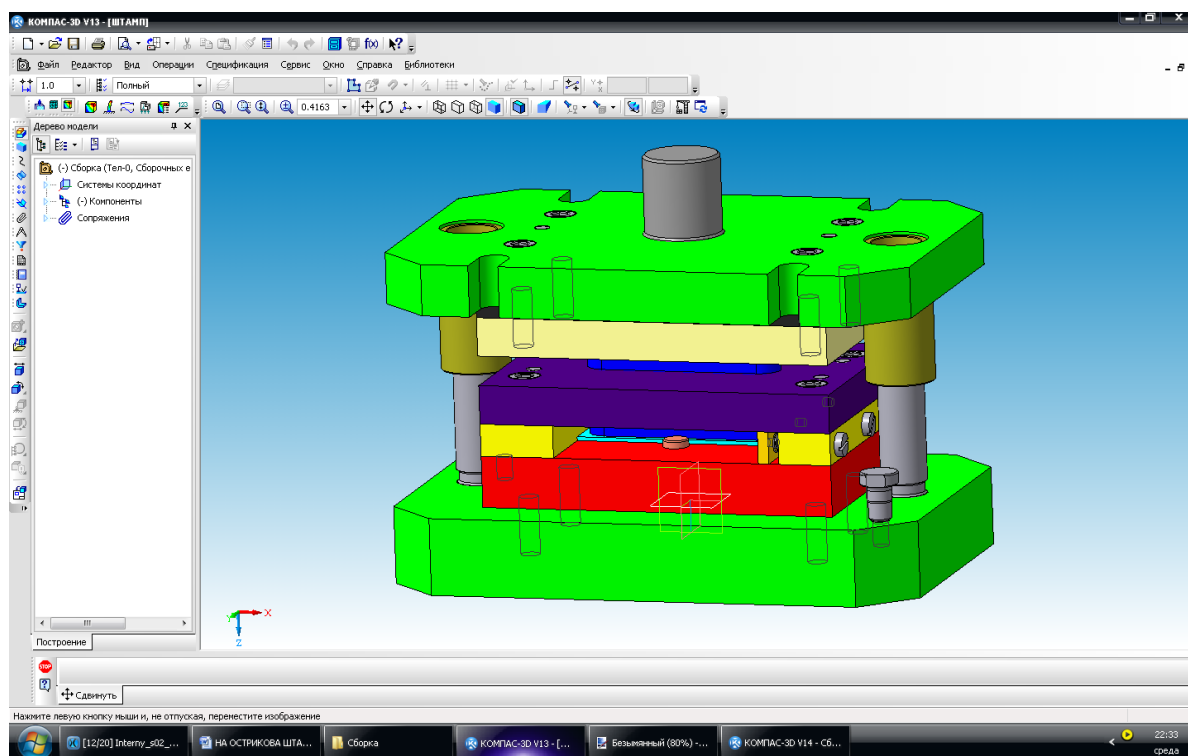 КОМПАС-3D V13 - [ШТАМП]
Файл Редактор Вид Операции Спецификация Сервис Окно Справка Библиотеки
1.0 Полный
0.4163
Дерево модели
(-) Сборка (Тел-0, Сборочных е
Системы координат
(-) Компоненты
Сопряжения
X
Y
Z
Построение
STOP
Сдвинуть
Нажмите левую кнопку мыши и, не отпуская, переместите изображение
[12/20] Interny_s02_... НА ОСТРИКОВА ШТА... Сборка КОМПАС-3D V13 - [... Безымянный (80%) -... КОМПАС-3D V14 - Сб... 22:33
среда